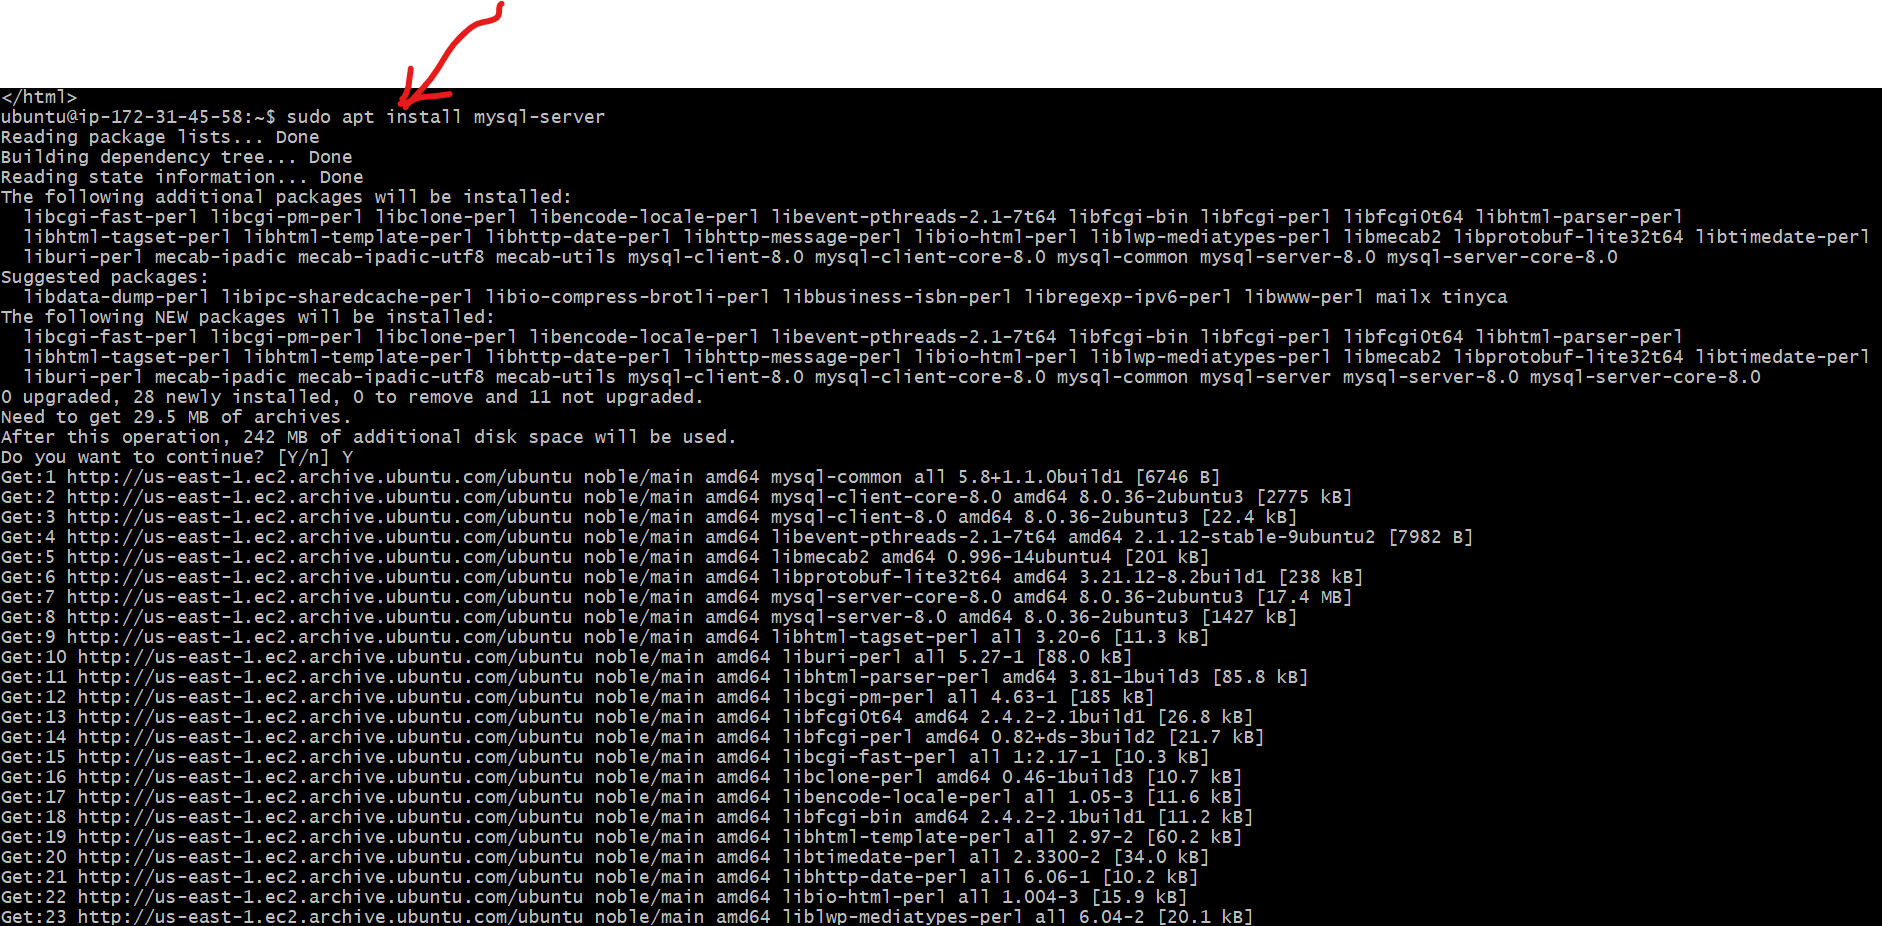 </html>
ubuntu@ip-172-31-45-58:~$ sudo apt install mysql-server
Reading package lists... Done
Building dependency tree... Done
Reading state information... Done
The following additional packages will be installed:
  libcgi-fast-perl libcgi-pm-perl libclone-perl libencode-locale-perl libevent-pthreads-2.1-7t64 libfcgi-bin libfcgi-perl libfcgi0t64 libhtml-parser-perl
  libhtml-tagset-perl libhtml-template-perl libhttp-date-perl libhttp-message-perl libio-html-perl liblwp-mediatypes-perl libmecab2 libprotobuf-lite32t64 libtimedate-perl
  liburi-perl mecab-ipadic mecab-ipadic-utf8 mecab-utils mysql-client-8.0 mysql-client-core-8.0 mysql-common mysql-server-8.0 mysql-server-core-8.0
Suggested packages:
  libdata-dump-perl libipc-sharedcache-perl libio-compress-brotli-perl libbusiness-isbn-perl libregexp-ipv6-perl libwww-perl mailx tinyca
The following NEW packages will be installed:
  libcgi-fast-perl libcgi-pm-perl libclone-perl libencode-locale-perl libevent-pthreads-2.1-7t64 libfcgi-bin libfcgi-perl libfcgi0t64 libhtml-parser-perl
  libhtml-tagset-perl libhtml-template-perl libhttp-date-perl libhttp-message-perl libio-html-perl liblwp-mediatypes-perl libmecab2 libprotobuf-lite32t64 libtimedate-perl
  liburi-perl mecab-ipadic mecab-ipadic-utf8 mecab-utils mysql-client-8.0 mysql-client-core-8.0 mysql-common mysql-server mysql-server-8.0 mysql-server-core-8.0
0 upgraded, 28 newly installed, 0 to remove and 11 not upgraded.
Need to get 29.5 MB of archives.
After this operation, 242 MB of additional disk space will be used.
Do you want to continue? [Y/n] Y
Get:1 http://us-east-1.ec2.archive.ubuntu.com/ubuntu noble/main amd64 mysql-common all 5.8+1.1.0build1 [6746 B]
Get:2 http://us-east-1.ec2.archive.ubuntu.com/ubuntu noble/main amd64 mysql-client-core-8.0 amd64 8.0.36-2ubuntu3 [2775 kB]
Get:3 http://us-east-1.ec2.archive.ubuntu.com/ubuntu noble/main amd64 mysql-client-8.0 amd64 8.0.36-2ubuntu3 [22.4 kB]
Get:4 http://us-east-1.ec2.archive.ubuntu.com/ubuntu noble/main amd64 libevent-pthreads-2.1-7t64 amd64 2.1.12-stable-9ubuntu2 [7982 B]
Get:5 http://us-east-1.ec2.archive.ubuntu.com/ubuntu noble/main amd64 libmecab2 amd64 0.996-14ubuntu4 [201 kB]
Get:6 http://us-east-1.ec2.archive.ubuntu.com/ubuntu noble/main amd64 libprotobuf-lite32t64 amd64 3.21.12-8.2build1 [238 kB]
Get:7 http://us-east-1.ec2.archive.ubuntu.com/ubuntu noble/main amd64 mysql-server-core-8.0 amd64 8.0.36-2ubuntu3 [17.4 MB]
Get:8 http://us-east-1.ec2.archive.ubuntu.com/ubuntu noble/main amd64 mysql-server-8.0 amd64 8.0.36-2ubuntu3 [1427 kB]
Get:9 http://us-east-1.ec2.archive.ubuntu.com/ubuntu noble/main amd64 libhtml-tagset-perl all 3.20-6 [11.3 kB]
Get:10 http://us-east-1.ec2.archive.ubuntu.com/ubuntu noble/main amd64 liburi-perl all 5.27-1 [88.0 kB]
Get:11 http://us-east-1.ec2.archive.ubuntu.com/ubuntu noble/main amd64 libhtml-parser-perl amd64 3.81-1build3 [85.8 kB]
Get:12 http://us-east-1.ec2.archive.ubuntu.com/ubuntu noble/main amd64 libcgi-pm-perl all 4.63-1 [185 kB]
Get:13 http://us-east-1.ec2.archive.ubuntu.com/ubuntu noble/main amd64 libfcgi0t64 amd64 2.4.2-2.1build1 [26.8 kB]
Get:14 http://us-east-1.ec2.archive.ubuntu.com/ubuntu noble/main amd64 libfcgi-perl amd64 0.82+ds-3build2 [21.7 kB]
Get:15 http://us-east-1.ec2.archive.ubuntu.com/ubuntu noble/main amd64 libcgi-fast-perl all 1:2.17-1 [10.3 kB]
Get:16 http://us-east-1.ec2.archive.ubuntu.com/ubuntu noble/main amd64 libclone-perl amd64 0.46-1build3 [10.7 kB]
Get:17 http://us-east-1.ec2.archive.ubuntu.com/ubuntu noble/main amd64 libencode-locale-perl all 1.05-3 [11.6 kB]
Get:18 http://us-east-1.ec2.archive.ubuntu.com/ubuntu noble/main amd64 libfcgi-bin amd64 2.4.2-2.1build1 [11.2 kB]
Get:19 http://us-east-1.ec2.archive.ubuntu.com/ubuntu noble/main amd64 libhtml-template-perl all 2.97-2 [60.2 kB]
Get:20 http://us-east-1.ec2.archive.ubuntu.com/ubuntu noble/main amd64 libtimedate-perl all 2.3300-2 [34.0 kB]
Get:21 http://us-east-1.ec2.archive.ubuntu.com/ubuntu noble/main amd64 libhttp-date-perl all 6.06-1 [10.2 kB]
Get:22 http://us-east-1.ec2.archive.ubuntu.com/ubuntu noble/main amd64 libio-html-perl all 1.004-3 [15.9 kB]
Get:23 http://us-east-1.ec2.archive.ubuntu.com/ubuntu noble/main amd64 liblwp-mediatypes-perl all 6.04-2 [20.1 kB]